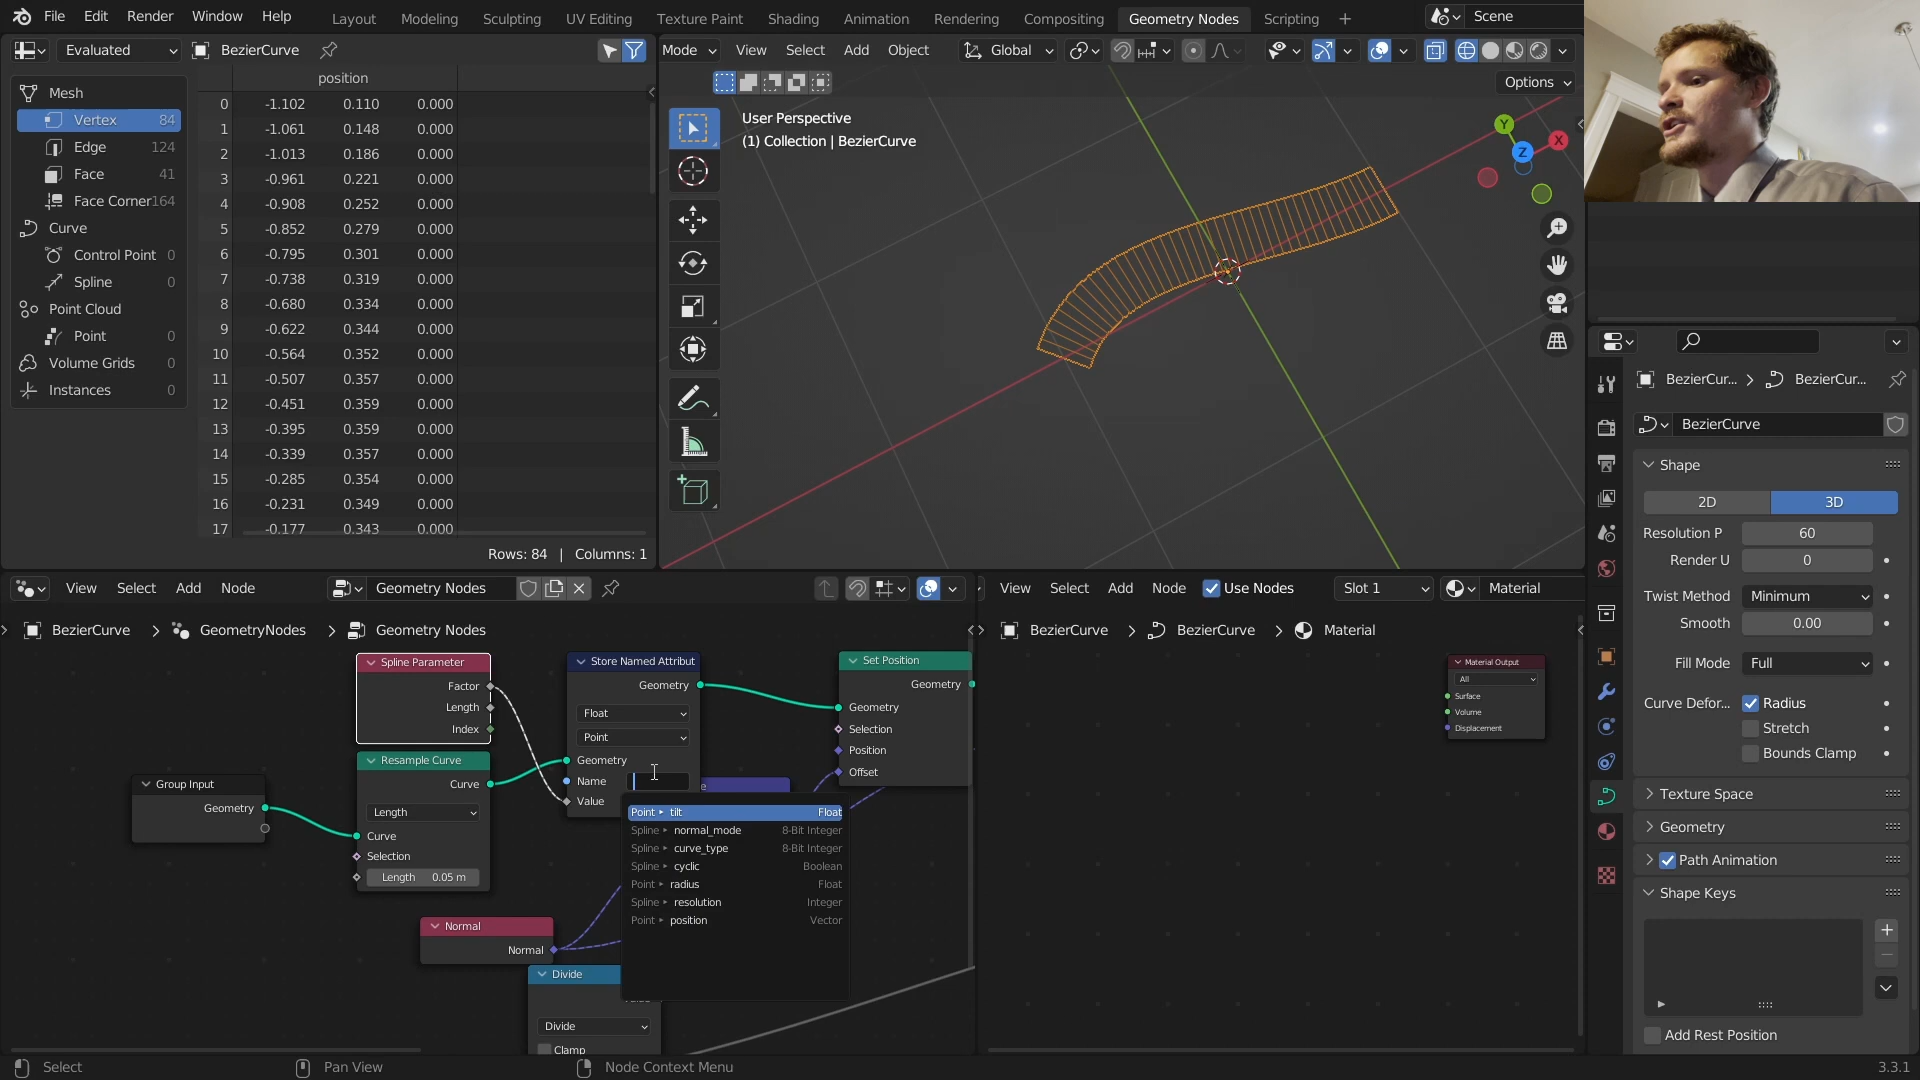 File Edit Render Window Help
Layout Modeling Sculpting UV Editing Texture Paint Shading Animation Rendering Compositing Geometry Nodes Scripting +
Scene
Evaluated BezierCurve
position
Mesh
Vertex 84
Edge 124
Face 41
Face Corner 164
Curve
Control Point 0
Spline 0
Point Cloud
Point 0
Volume Grids 0
Instances 0
0 -1.102 0.110 0.000
1 -1.061 0.148 0.000
2 -1.013 0.186 0.000
3 -0.961 0.221 0.000
4 -0.908 0.252 0.000
5 -0.852 0.279 0.000
6 -0.795 0.301 0.000
7 -0.738 0.319 0.000
8 -0.680 0.334 0.000
9 -0.622 0.344 0.000
10 -0.564 0.352 0.000
11 -0.507 0.357 0.000
12 -0.451 0.359 0.000
13 -0.395 0.359 0.000
14 -0.339 0.357 0.000
15 -0.285 0.354 0.000
16 -0.231 0.349 0.000
17 -0.177 0.343 0.000
Rows: 84 | Columns: 1
Mode View Select Add Object Global
Options
User Perspective
(1) Collection | BezierCurve
Y
X
Z
BezierCur... > BezierCur...
BezierCurve
Shape
2D 3D
Resolution P 60
Render U 0
Twist Method Minimum
Smooth 0.00
Fill Mode Full
Curve Defor... Radius
Stretch
Bounds Clamp
Texture Space
Geometry
Path Animation
Shape Keys
Add Rest Position
View Select Add Node Geometry Nodes
BezierCurve > GeometryNodes > Geometry Nodes
Spline Parameter
Factor
Length
Index
Resample Curve
Curve
Length
Curve
Selection
Length 0.05 m
Group Input
Geometry
Normal
Normal
Divide
Divide
Clamp
Store Named Attribut
Geometry
Float
Point
Geometry
Name
Value
Point ▸ tilt Float
Spline ▸ normal_mode 8-Bit Integer
Spline ▸ curve_type 8-Bit Integer
Spline ▸ cyclic Boolean
Point ▸ radius Float
Spline ▸ resolution Integer
Point ▸ position Vector
Set Position
Geometry
Geometry
Selection
Position
Offset
View Select Add Node Use Nodes Slot 1 Material
BezierCurve > BezierCurve > Material
Material Output
All
Surface
Volume
Displacement
Select Pan View Node Context Menu 3.3.1